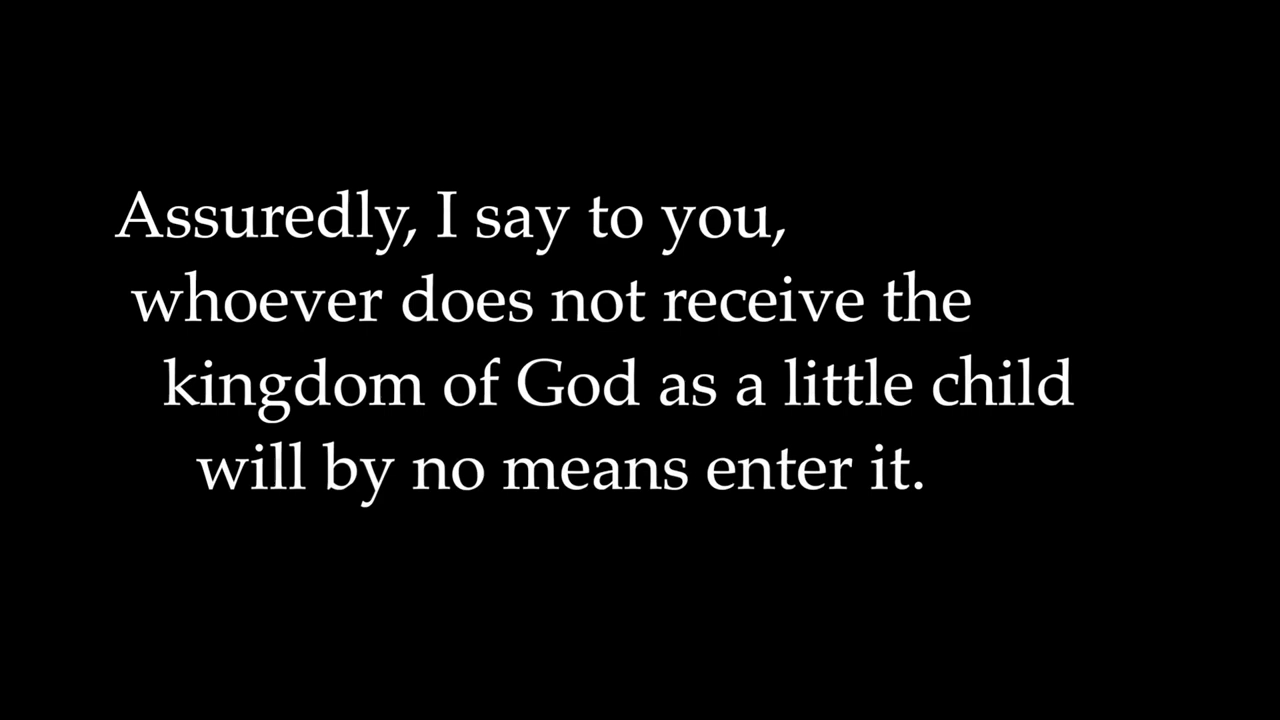 Assuredly, I say to you,
whoever does not receive the
kingdom of God as a little child
will by no means enter it.